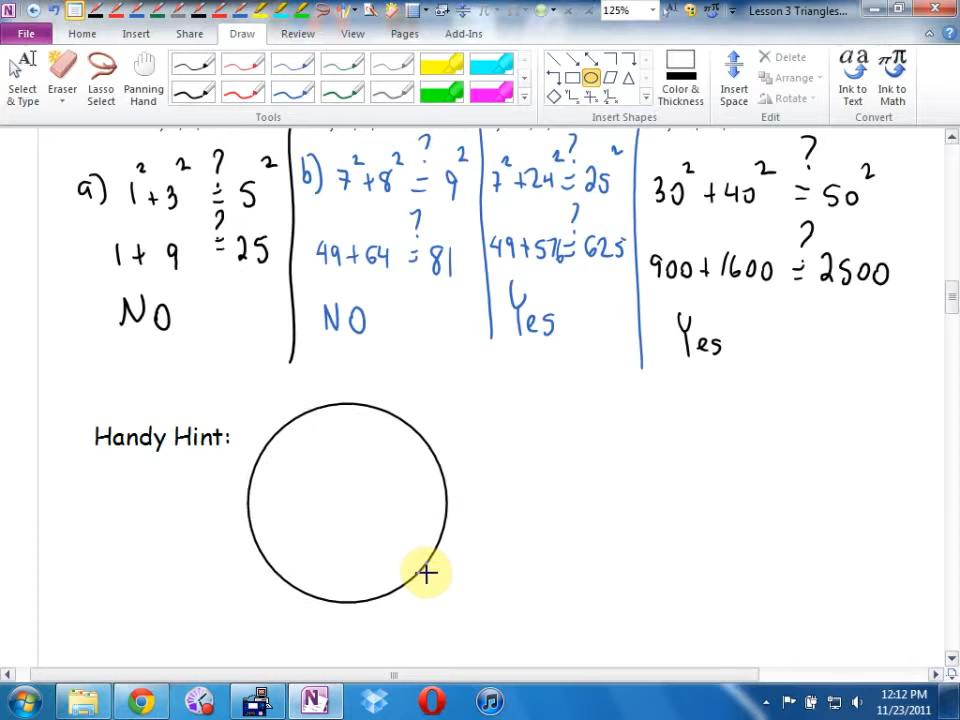 125%
Lesson 3 Triangles...
File Home Insert Share Draw Review View Pages Add-Ins
Select & Type
Eraser
Lasso Select
Panning Hand
Color & Thickness
Insert Space
Delete
Arrange
Rotate
Ink to Text
Ink to Math
Tools Insert Shapes Edit Convert
a) 1² + 3² ≟ 5²
1 + 9 ≟ 25
NO
b) 7² + 8² ≟ 9²
49 + 64 ≟ 81
NO
7² + 24² ≟ 25²
49 + 576 ≟ 625
Yes
30² + 40² ≟ 50²
900 + 1600 ≟ 2500
Yes
Handy Hint:
12:12 PM
11/23/2011